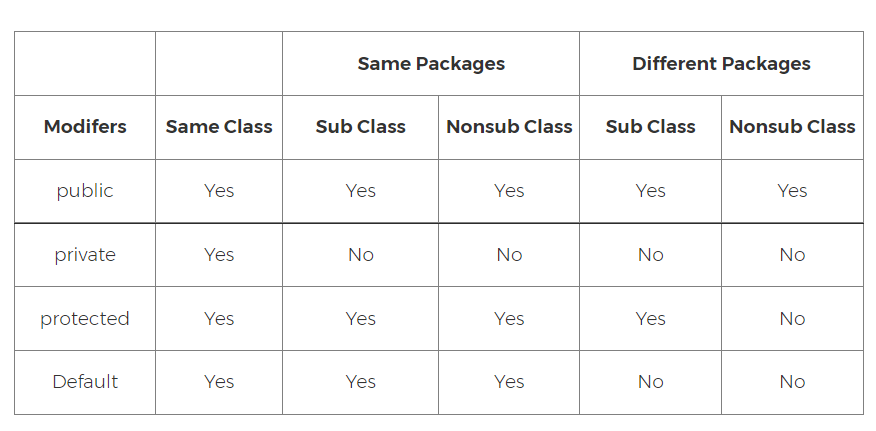 Same Packages Different Packages
Modifers Same Class Sub Class Nonsub Class Sub Class Nonsub Class
public Yes Yes Yes Yes Yes
private Yes No No No No
protected Yes Yes Yes Yes No
Default Yes Yes Yes No No